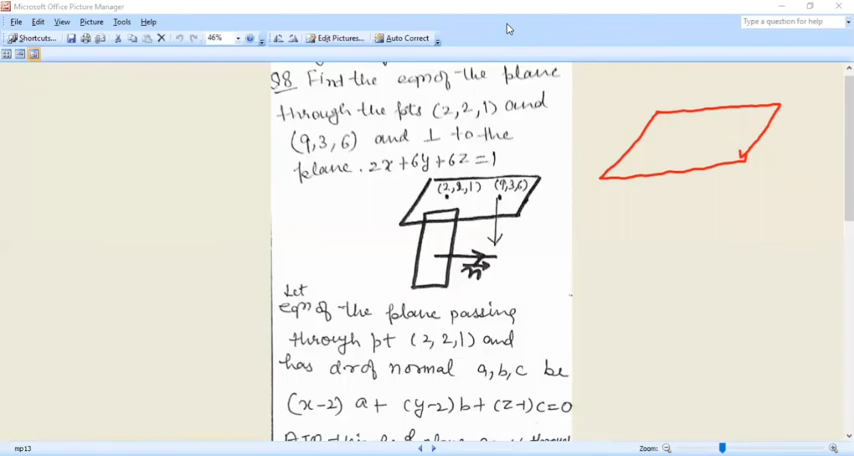 Microsoft Office Picture Manager
File Edit View Picture Tools Help
Type a question for help
Shortcuts... 46% Edit Pictures... Auto Correct
Q8 Find the eqn of the plane
through the pts (2,2,1) and
(9,3,6) and ⊥ to the
plane. 2x+6y+6z=1
(2,2,1) (9,3,6)
n
Let
eqn of the plane passing
through pt (2,2,1) and
has dr of normal a,b,c be
(x-2) a + (y-2) b + (z-1) c = 0
mp13
Zoom: